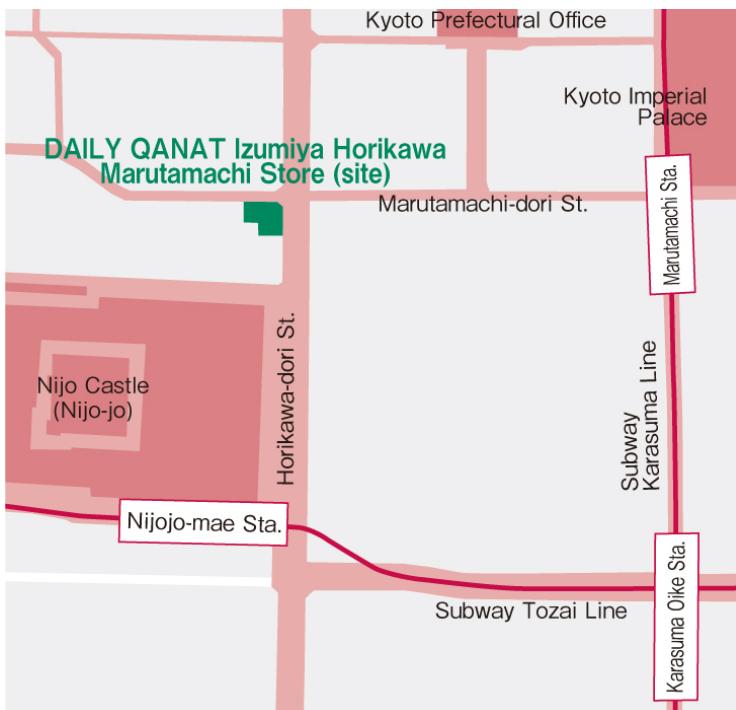 Kyoto Prefectural Office
Kyoto Imperial
Palace
DAILY QANAT Izumiya Horikawa
Marutamachi Store (site)
Marutamachi-dori St.
Marutamachi Sta.
Horikawa-dori St.
Nijo Castle
(Nijo-jo)
Subway
Karasuma Line
Nijojo-mae Sta.
Subway Tozai Line
Karasuma Oike Sta.